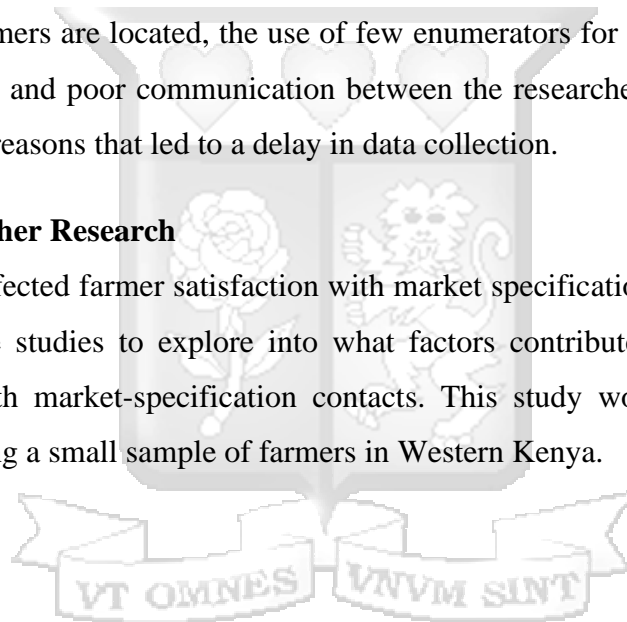 mers are located, the use of few enumerators for
and poor communication between the researche
reasons that led to a delay in data collection.
her Research
fected farmer satisfaction with market specificatio
studies to explore into what factors contribute
th market-specification contacts. This study wo
g a small sample of farmers in Western Kenya.
VT OMNES VNVM SINT